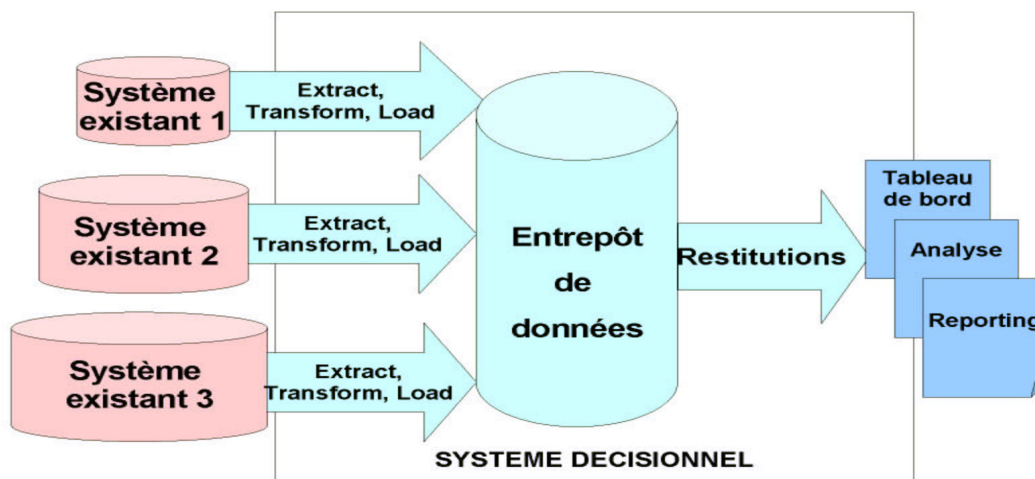 Système
existant 1
Extract,
Transform, Load
Système
existant 2
Extract,
Transform, Load
Système
existant 3
Extract,
Transform, Load
Entrepôt
de
données
Restitutions
Tableau
de bord
Analyse
Reporting
SYSTEME DECISIONNEL